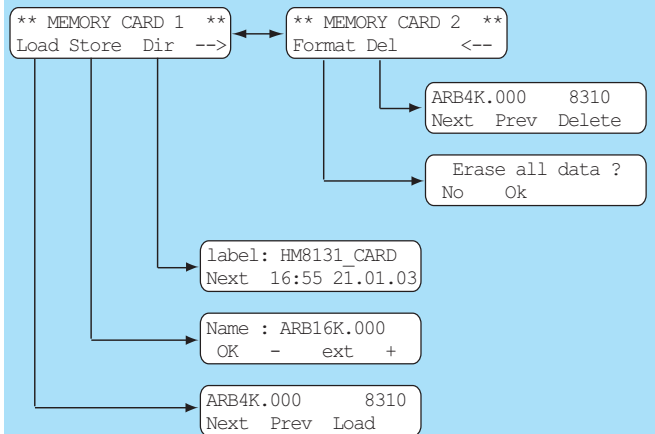 ** MEMORY CARD 1 **
Load Store Dir -->
** MEMORY CARD 2 **
Format Del <--
ARB4K.000 8310
Next Prev Delete
Erase all data ?
No Ok
label: HM8131_CARD
Next 16:55 21.01.03
Name : ARB16K.000
OK - ext +
ARB4K.000 8310
Next Prev Load